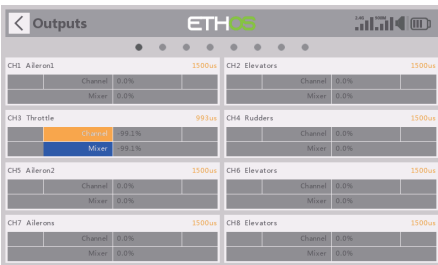 Outputs
ETHOS
2.4G 900M
CH1 Aileron1 1500us
Channel 0.0%
Mixer 0.0%
CH2 Elevators 1500us
Channel 0.0%
Mixer 0.0%
CH3 Throttle 993us
Channel -99.1%
Mixer -99.1%
CH4 Rudders 1500us
Channel 0.0%
Mixer 0.0%
CH5 Aileron2 1500us
Channel 0.0%
Mixer 0.0%
CH6 Elevators 1500us
Channel 0.0%
Mixer 0.0%
CH7 Ailerons 1500us
Channel 0.0%
Mixer 0.0%
CH8 Elevators 1500us
Channel 0.0%
Mixer 0.0%